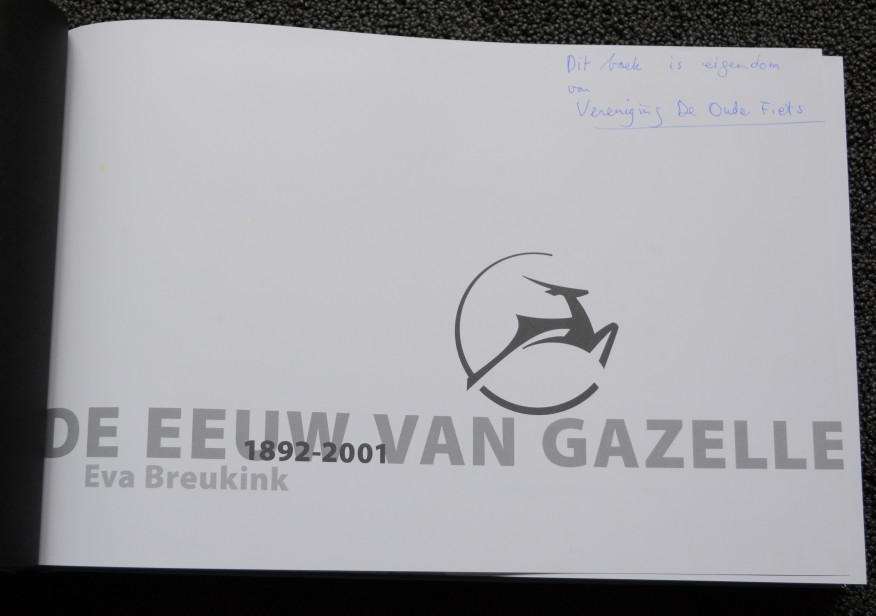 Dit boek is eigendom
van
Vereniging De Oude Fiets
DE EEUW VAN GAZELLE
1892-2001
Eva Breukink